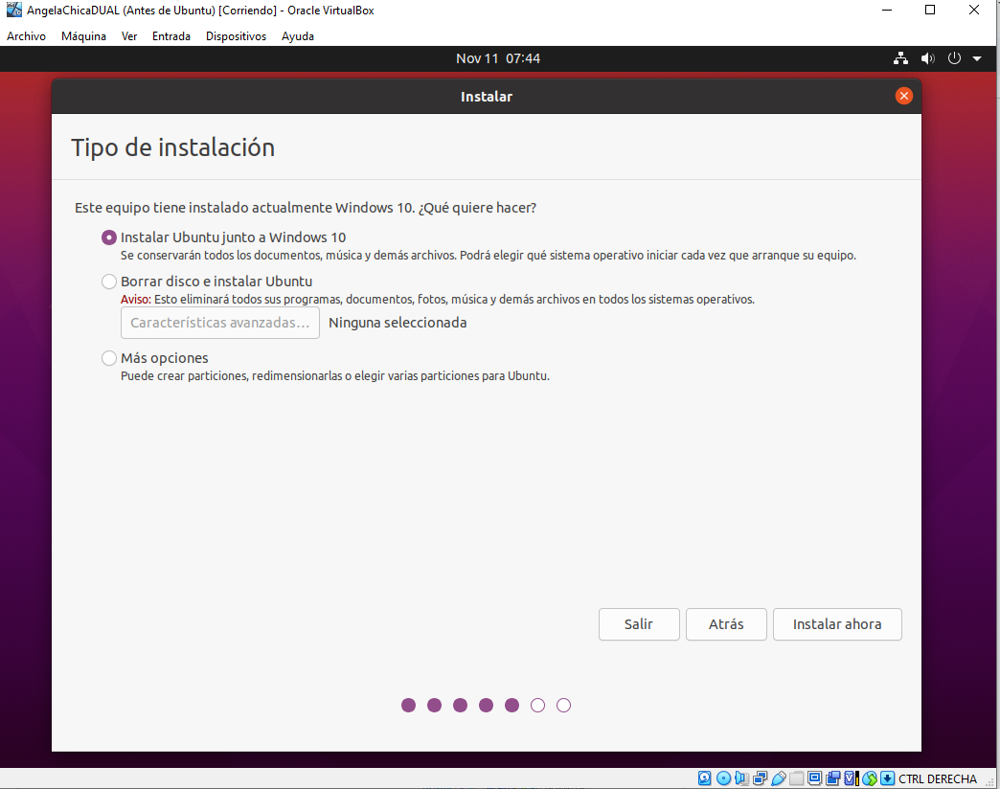 AngelaChicaDUAL (Antes de Ubuntu) [Corriendo] - Oracle VirtualBox
Archivo Máquina Ver Entrada Dispositivos Ayuda
Nov 11 07:44
Instalar
Tipo de instalación
Este equipo tiene instalado actualmente Windows 10. ¿Qué quiere hacer?
Instalar Ubuntu junto a Windows 10
Se conservarán todos los documentos, música y demás archivos. Podrá elegir qué sistema operativo iniciar cada vez que arranque su equipo.
Borrar disco e instalar Ubuntu
Aviso: Esto eliminará todos sus programas, documentos, fotos, música y demás archivos en todos los sistemas operativos.
Características avanzadas... Ninguna seleccionada
Más opciones
Puede crear particiones, redimensionarlas o elegir varias particiones para Ubuntu.
Salir Atrás Instalar ahora
CTRL DERECHA